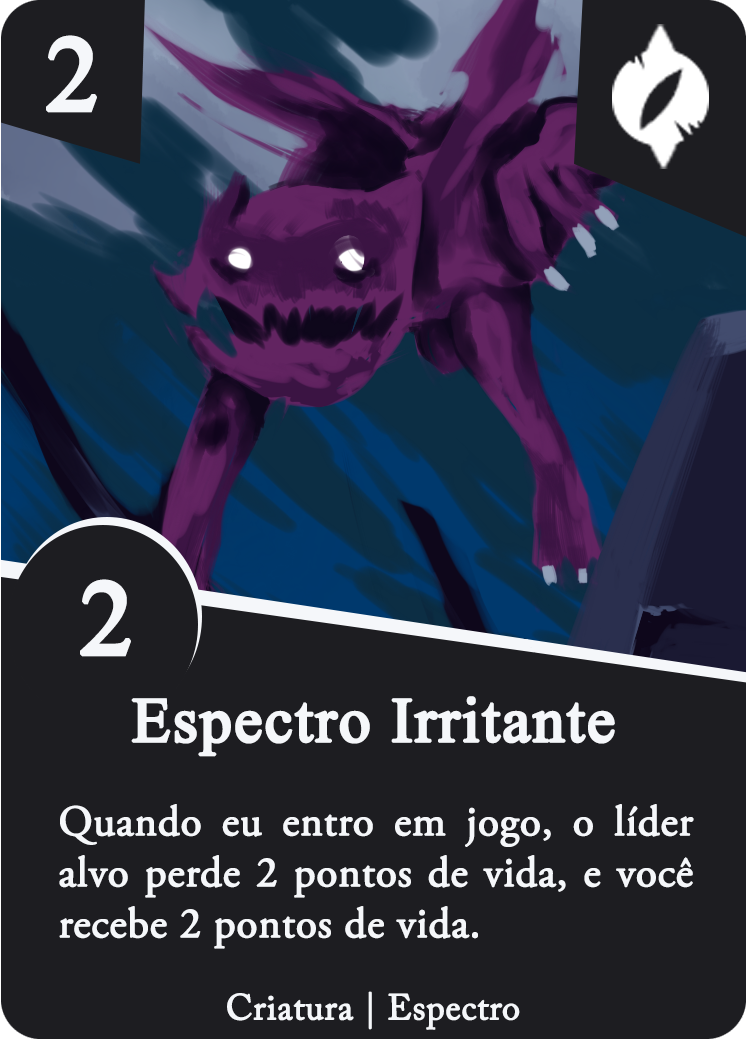 2
2
Espectro Irritante
Quando eu entro em jogo, o líder
alvo perde 2 pontos de vida, e você
recebe 2 pontos de vida.
Criatura | Espectro